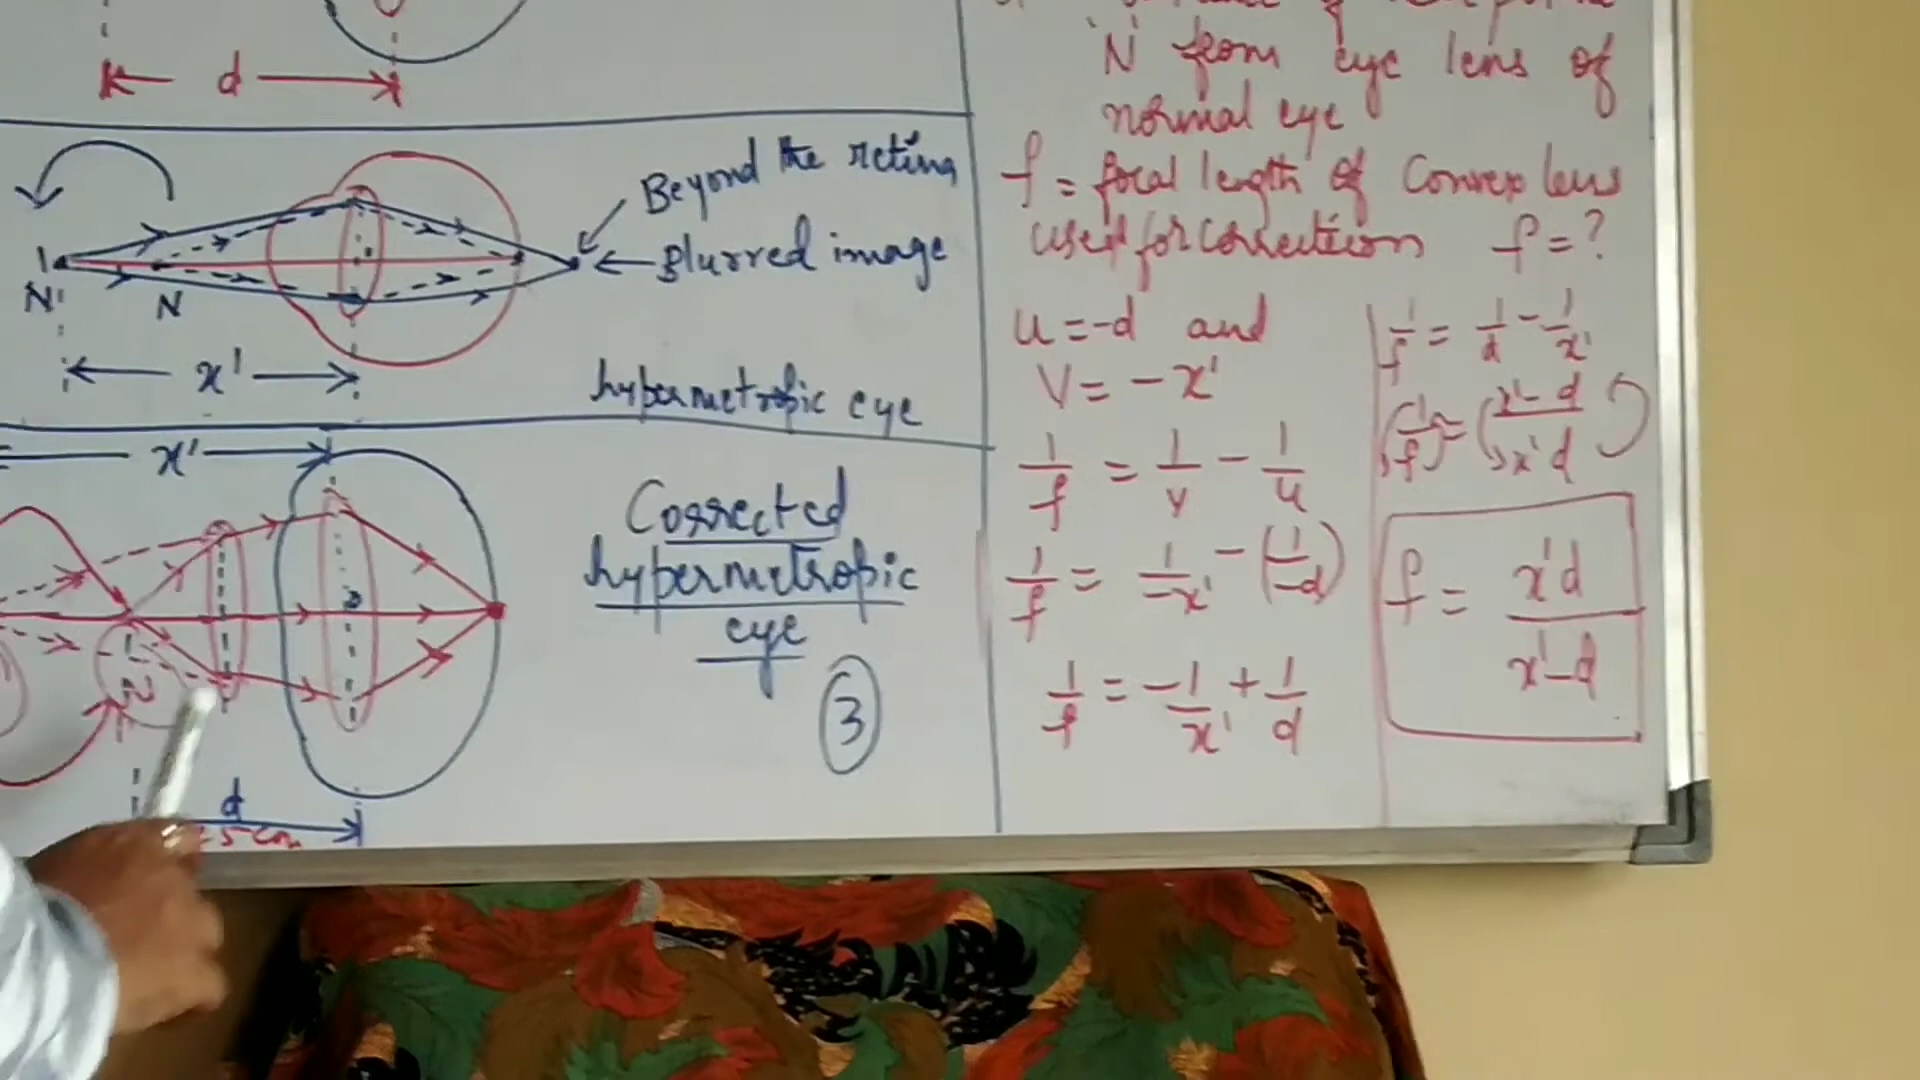 d
Beyond the retina
Blurred image
N'
N
x'
hypermetropic eye
x'
Corrected
hypermetropic
eye
3
N
d
5 cm
'N' from eye lens of
normal eye
f = focal length of Convex lens
used for correction f = ?
u = -d and
V = - x'
1/f = 1/v - 1/u
1/f = 1/-x' - (1/-d)
1/f = -1/x' + 1/d
1/f = 1/d - 1/x'
(1/f) = (x' - d/x'd)
f = x'd/x'-d